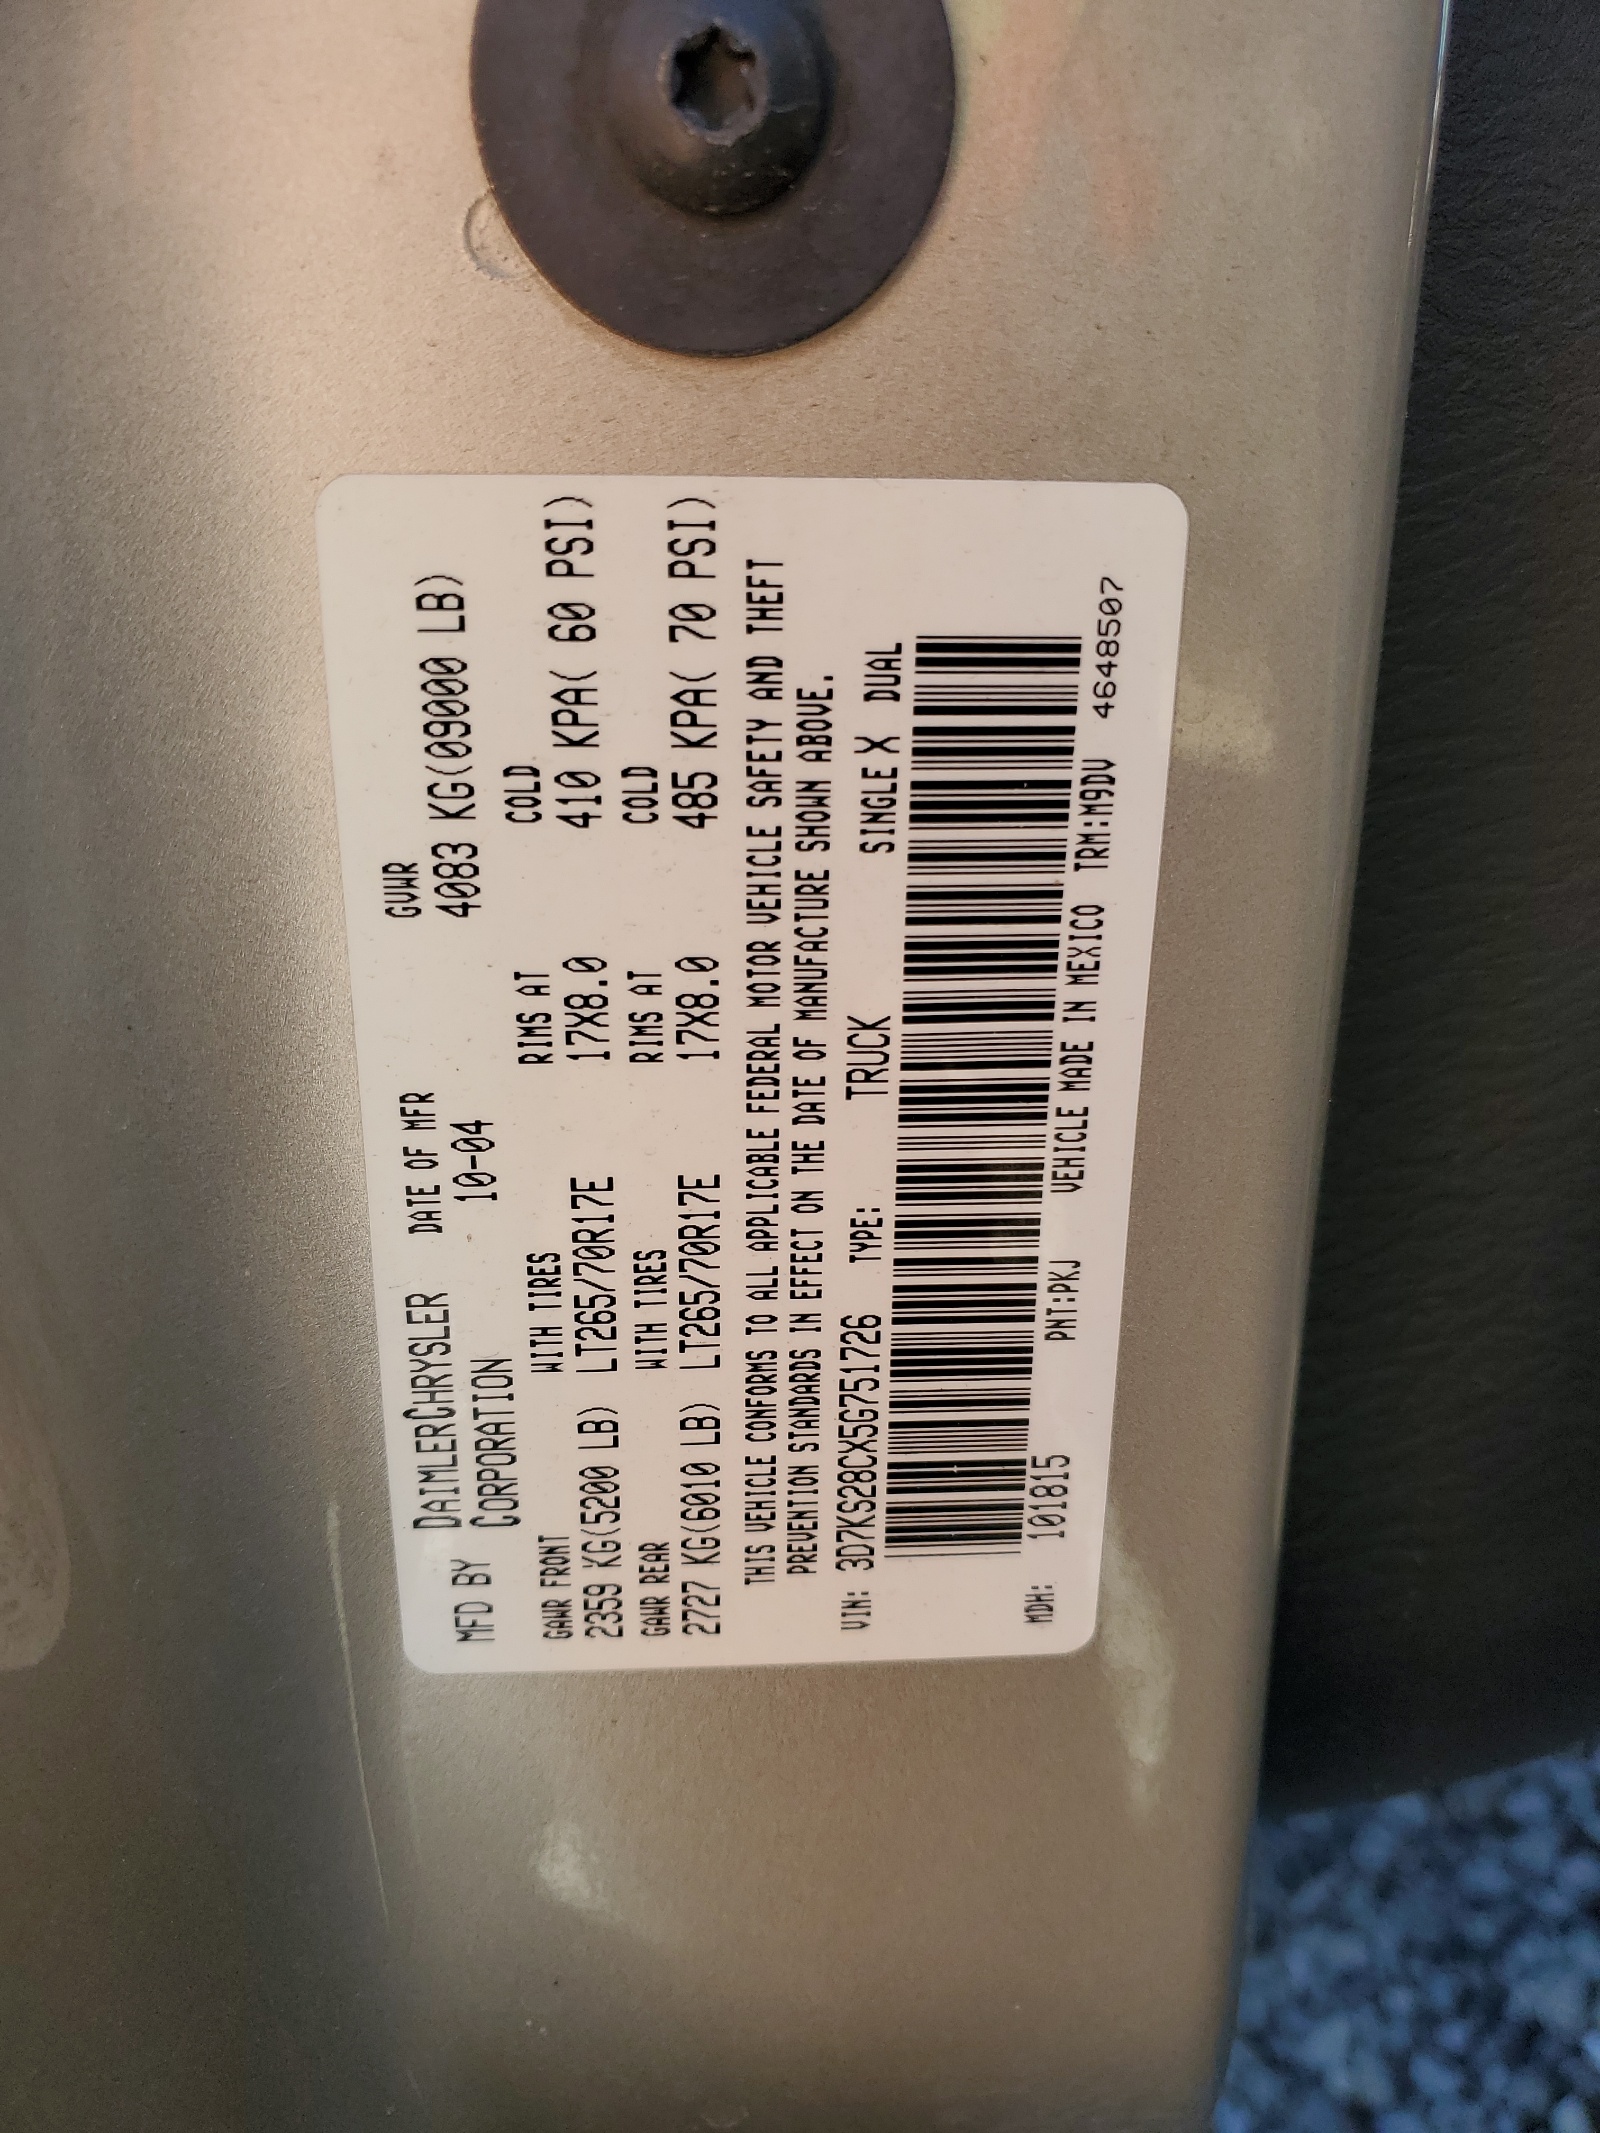 MFD BY DAIMLERCHRYSLER CORPORATION DATE OF MFR 10-04 GVWR 4083 KG(09000 LB)
GAWR FRONT WITH TIRES RIMS AT COLD
2359 KG(5200 LB) LT265/70R17E 17X8.0 410 KPA( 60 PSI)
GAWR REAR WITH TIRES RIMS AT COLD
2727 KG(6010 LB) LT265/70R17E 17X8.0 485 KPA( 70 PSI)
THIS VEHICLE CONFORMS TO ALL APPLICABLE FEDERAL MOTOR VEHICLE SAFETY AND THEFT
PREVENTION STANDARDS IN EFFECT ON THE DATE OF MANUFACTURE SHOWN ABOVE.
VIN: 3D7KS28CX5G751726 TYPE: TRUCK SINGLE X DUAL
MDH: 101815 PNT:PKJ VEHICLE MADE IN MEXICO TRM:M9DV 4648507